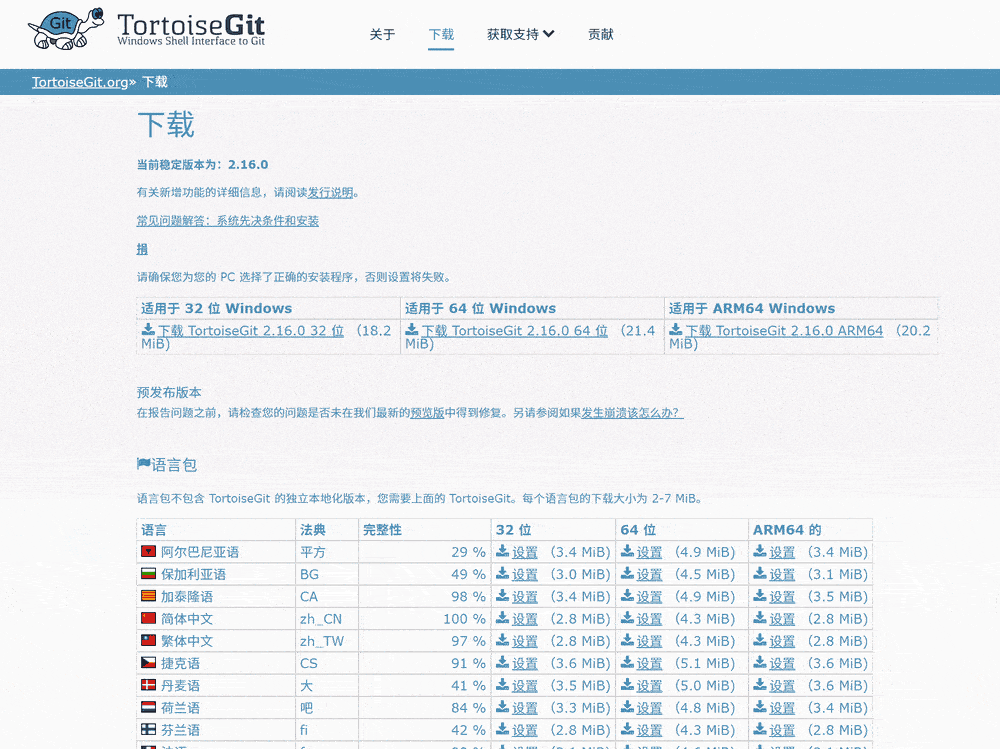 Git TortoiseGit
Windows Shell Interface to Git
关于 下载 获取支持 贡献
TortoiseGit.org» 下载
下载
当前稳定版本为：2.16.0
有关新增功能的详细信息，请阅读发行说明。
常见问题解答：系统先决条件和安装
捐
请确保您为您的 PC 选择了正确的安装程序，否则设置将失败。
适用于 32 位 Windows 适用于 64 位 Windows 适用于 ARM64 Windows
下载 TortoiseGit 2.16.0 32 位 （18.2 下载 TortoiseGit 2.16.0 64 位 （21.4 下载 TortoiseGit 2.16.0 ARM64 （20.2
MiB) MiB) MiB)
预发布版本
在报告问题之前，请检查您的问题是否未在我们最新的预览版中得到修复。另请参阅如果发生崩溃该怎么办？
语言包
语言包不包含 TortoiseGit 的独立本地化版本，您需要上面的 TortoiseGit。每个语言包的下载大小为 2-7 MiB。
语言 法典 完整性 32 位 64 位 ARM64 的
阿尔巴尼亚语 平方 29 % 设置 （3.4 MiB) 设置 （4.9 MiB) 设置 （3.4 MiB)
保加利亚语 BG 49 % 设置 （3.0 MiB) 设置 （4.5 MiB) 设置 （3.1 MiB)
加泰隆语 CA 98 % 设置 （3.4 MiB) 设置 （4.9 MiB) 设置 （3.5 MiB)
简体中文 zh_CN 100 % 设置 （2.8 MiB) 设置 （4.3 MiB) 设置 （2.8 MiB)
繁体中文 zh_TW 97 % 设置 （2.8 MiB) 设置 （4.3 MiB) 设置 （2.8 MiB)
捷克语 CS 91 % 设置 （3.6 MiB) 设置 （5.1 MiB) 设置 （3.6 MiB)
丹麦语 大 41 % 设置 （3.5 MiB) 设置 （5.0 MiB) 设置 （3.6 MiB)
荷兰语 吧 84 % 设置 （3.3 MiB) 设置 （4.8 MiB) 设置 （3.4 MiB)
芬兰语 fi 42 % 设置 （2.8 MiB) 设置 （4.3 MiB) 设置 （2.8 MiB)